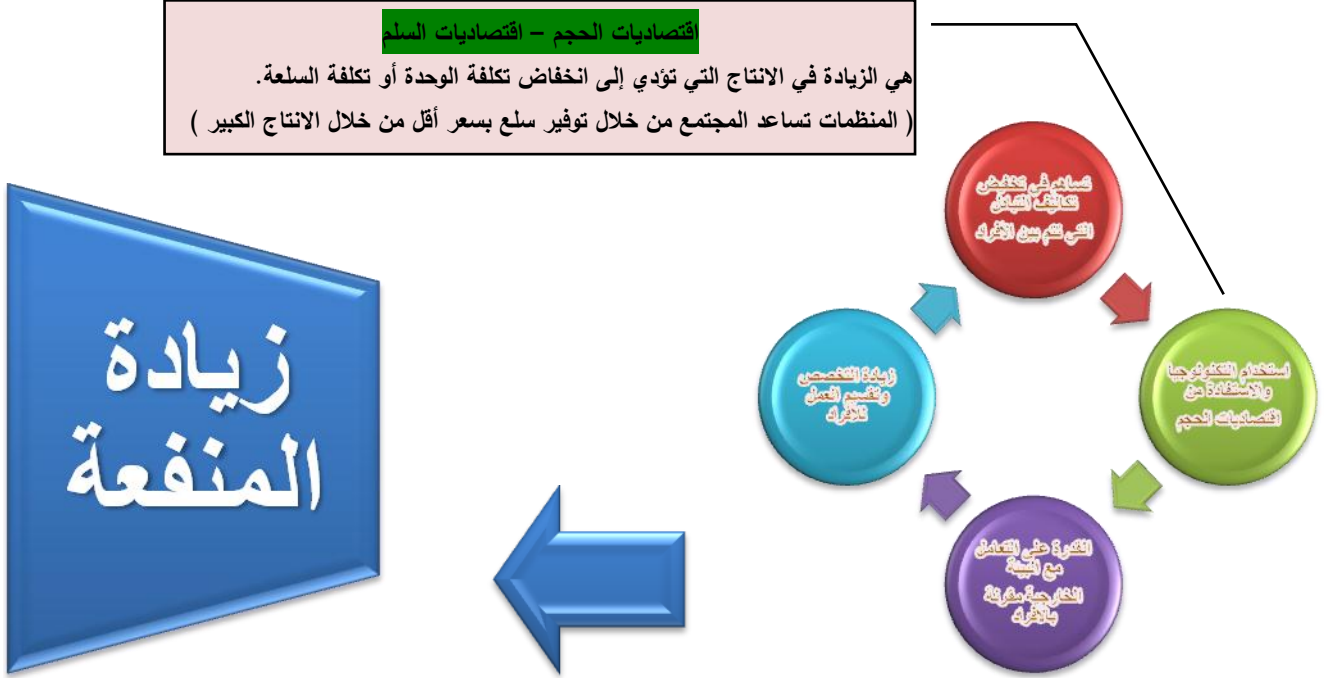 اقتصاديات الحجم – اقتصاديات السلم
هي الزيادة في الانتاج التي تؤدي إلى انخفاض تكلفة الوحدة أو تكلفة السلعة.
( المنظمات تساعد المجتمع من خلال توفير سلع بسعر أقل من خلال الانتاج الكبير )
تساهم في تخفيض
تكاليف التبادل
التي تتم بين الأفراد
استخدام التكنولوجيا
والاستفادة من
اقتصاديات الحجم
القدرة على التعامل
مع البيئة
الخارجية مقرنة
بالأفراد
زيادة التخصص
وتقسيم العمل
للأفراد
زيادة
المنفعة